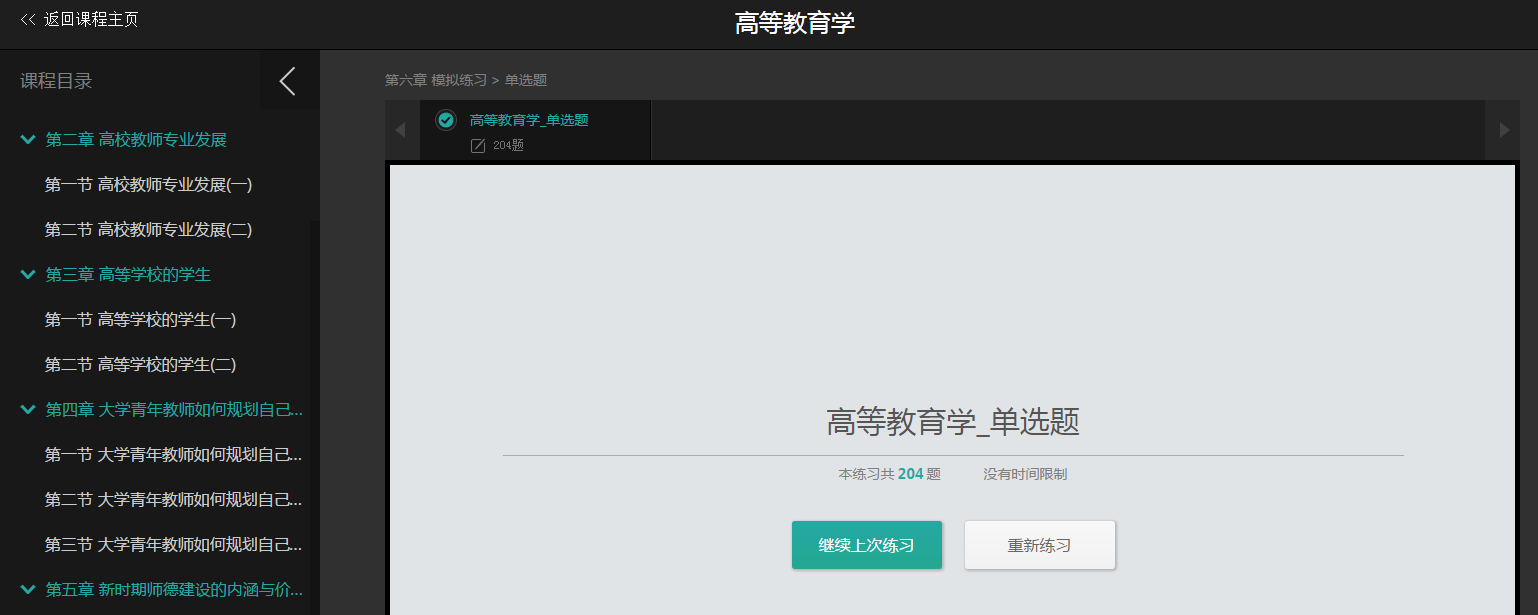 返回课程主页
高等教育学
课程目录
第二章 高校教师专业发展
第一节 高校教师专业发展(一)
第二节 高校教师专业发展(二)
第三章 高等学校的学生
第一节 高等学校的学生(一)
第二节 高等学校的学生(二)
第四章 大学青年教师如何规划自己...
第一节 大学青年教师如何规划自己...
第二节 大学青年教师如何规划自己...
第三节 大学青年教师如何规划自己...
第五章 新时期师德建设的内涵与价...
第六章 模拟练习 > 单选题
高等教育学_单选题
204题
高等教育学_单选题
本练习共 204 题 没有时间限制
继续上次练习 重新练习